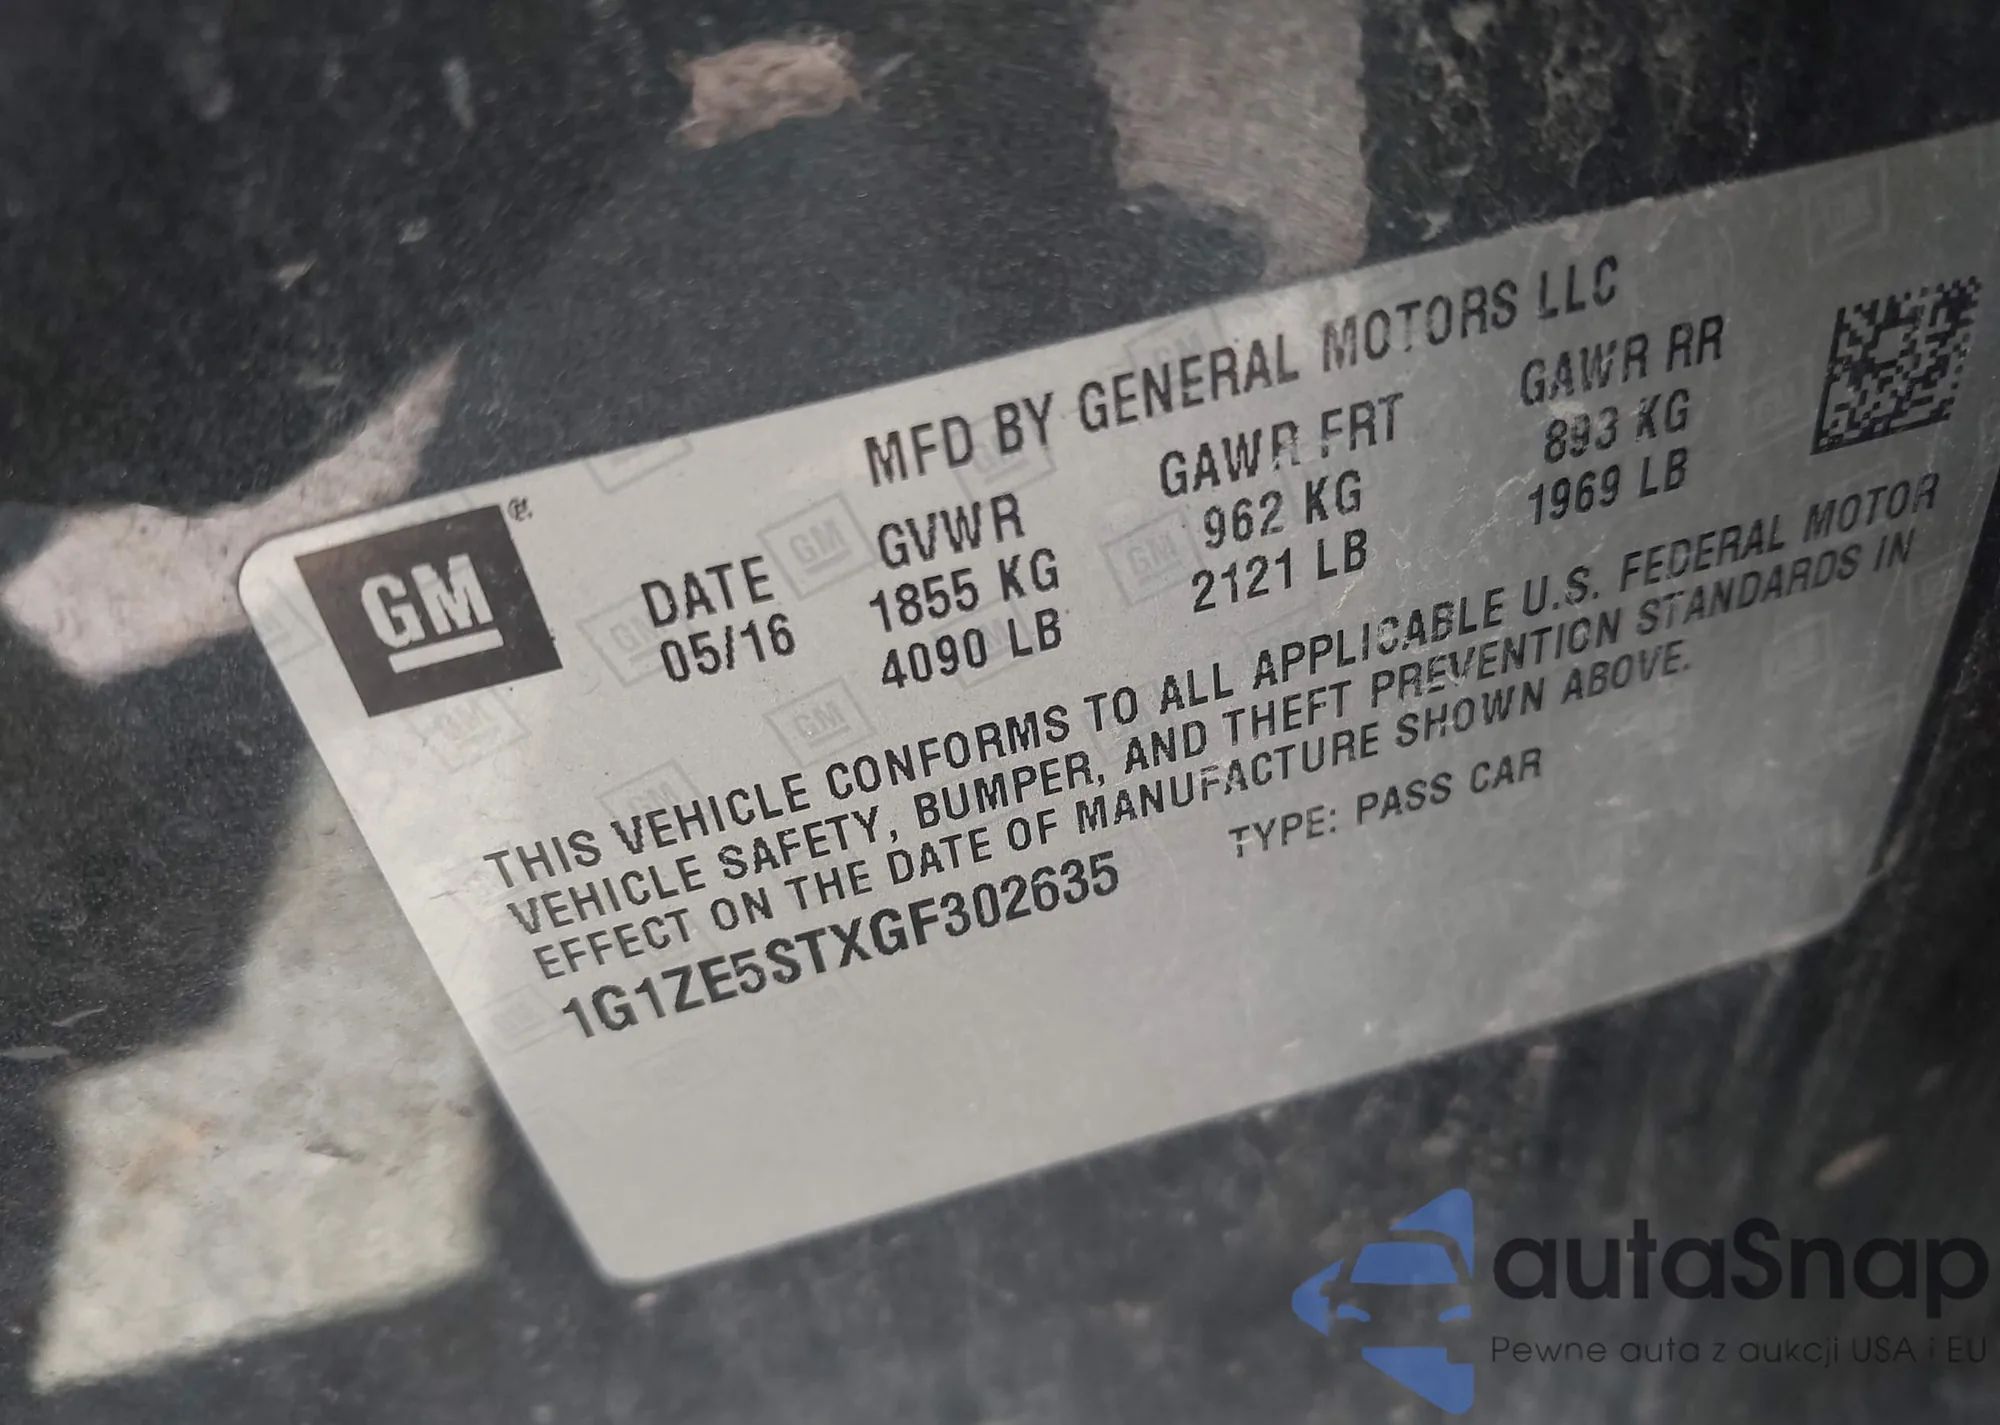 GM®
MFD BY GENERAL MOTORS LLC
DATE GVWR GAWR FRT GAWR RR
05/16 1855 KG 962 KG 893 KG
4090 LB 2121 LB 1969 LB
THIS VEHICLE CONFORMS TO ALL APPLICABLE U.S. FEDERAL MOTOR
VEHICLE SAFETY, BUMPER, AND THEFT PREVENTION STANDARDS IN
EFFECT ON THE DATE OF MANUFACTURE SHOWN ABOVE.
1G1ZE5STXGF302635 TYPE: PASS CAR
autaSnap
Pewne auta z aukcji USA i EU